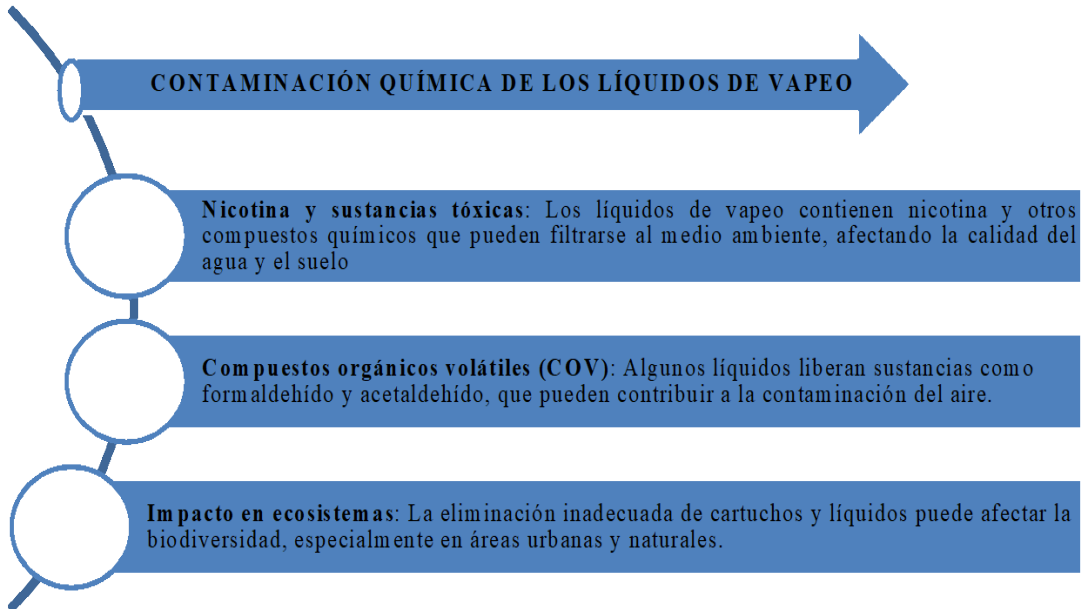 CONTAMINACIÓN QUÍMICA DE LOS LÍQUIDOS DE VAPEO
Nicotina y sustancias tóxicas: Los líquidos de vapeo contienen nicotina y otros
compuestos químicos que pueden filtrarse al medio ambiente, afectando la calidad del
agua y el suelo
Compuestos orgánicos volátiles (COV): Algunos líquidos liberan sustancias como
formaldehído y acetaldehído, que pueden contribuir a la contaminación del aire.
Impacto en ecosistemas: La eliminación inadecuada de cartuchos y líquidos puede afectar la
biodiversidad, especialmente en áreas urbanas y naturales.